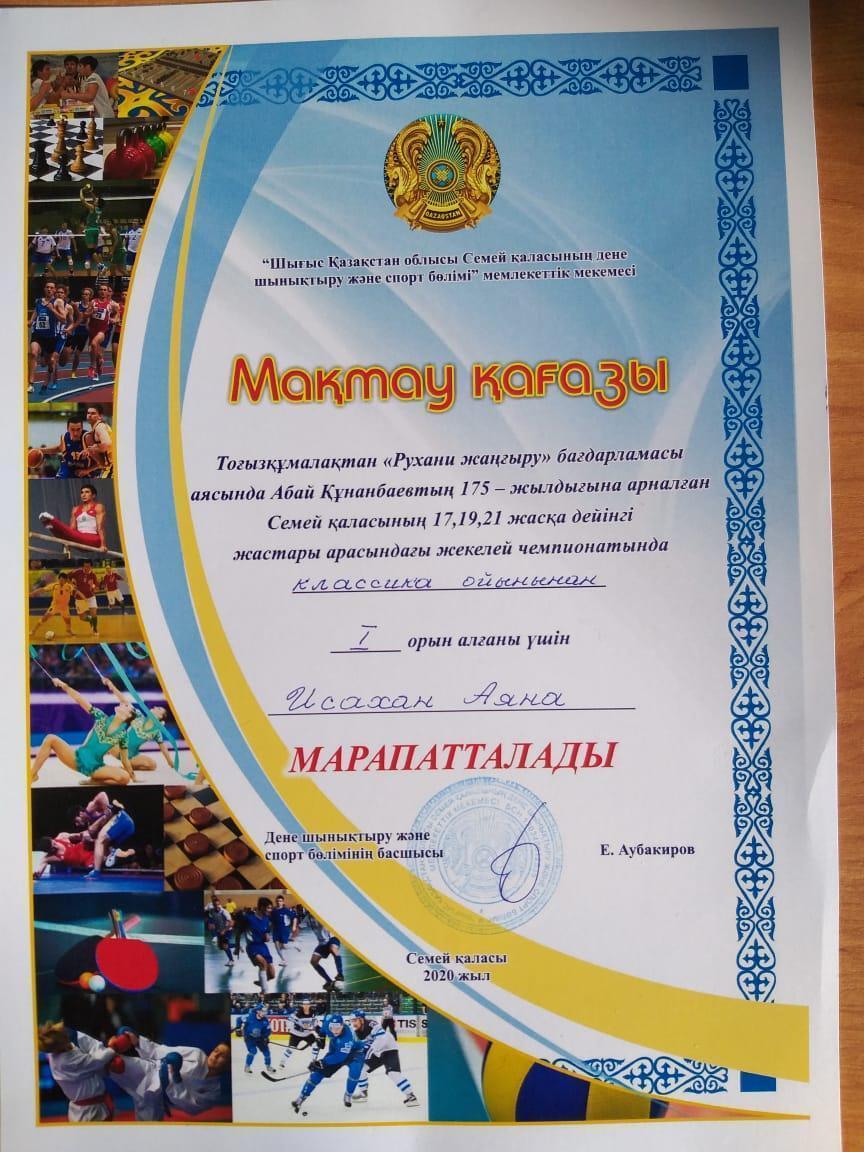 QAZAQSTAN
“Шығыс Қазақстан облысы Семей қаласының дене
шынықтыру және спорт бөлімі” мемлекеттік мекемесі
Мақтау қағазы
Тоғызқұмалақтан «Рухани жаңғыру» бағдарламасы
аясында Абай Құнанбаевтың 175 – жылдығына арналған
Семей қаласының 17,19,21 жасқа дейінгі
жастары арасындағы жекелей чемпионатында
классика ойынынан
I орын алғаны үшін
Исахан Аяна
МАРАПАТТАЛАДЫ
Дене шынықтыру және
спорт бөлімінің басшысы
Е. Аубакиров
Семей қаласы
2020 жыл